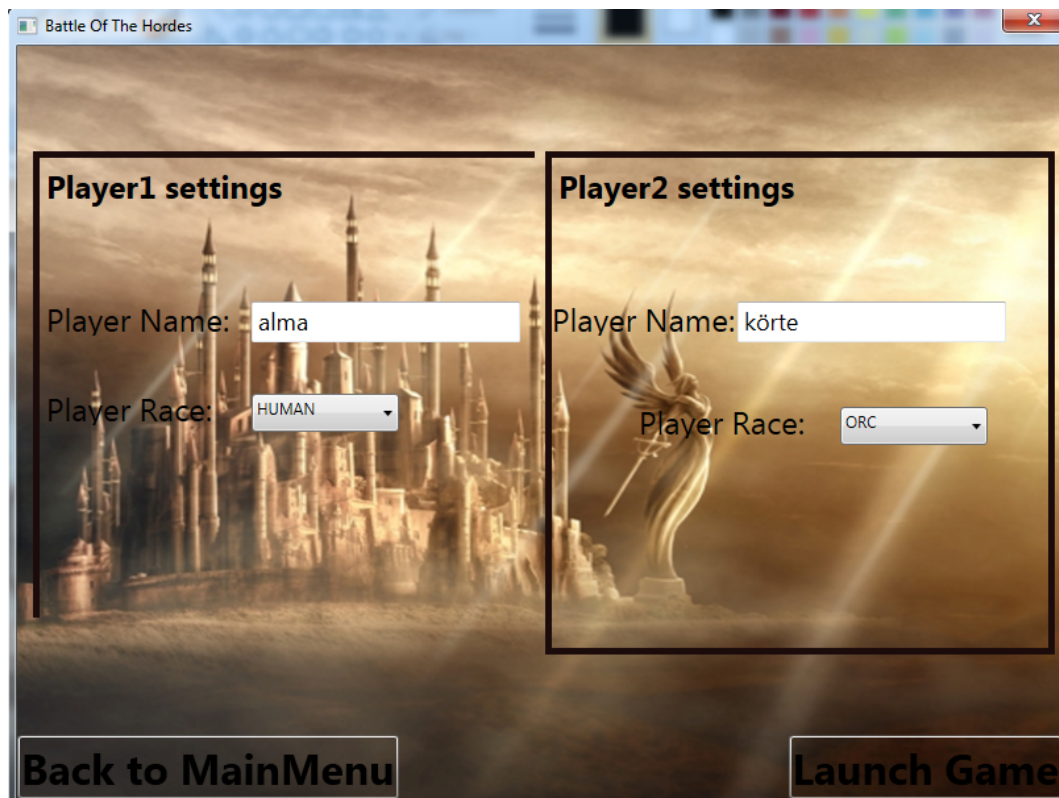 Battle Of The Hordes
Player1 settings
Player Name: alma
Player Race: HUMAN
Player2 settings
Player Name: körte
Player Race: ORC
Back to MainMenu
Launch Game